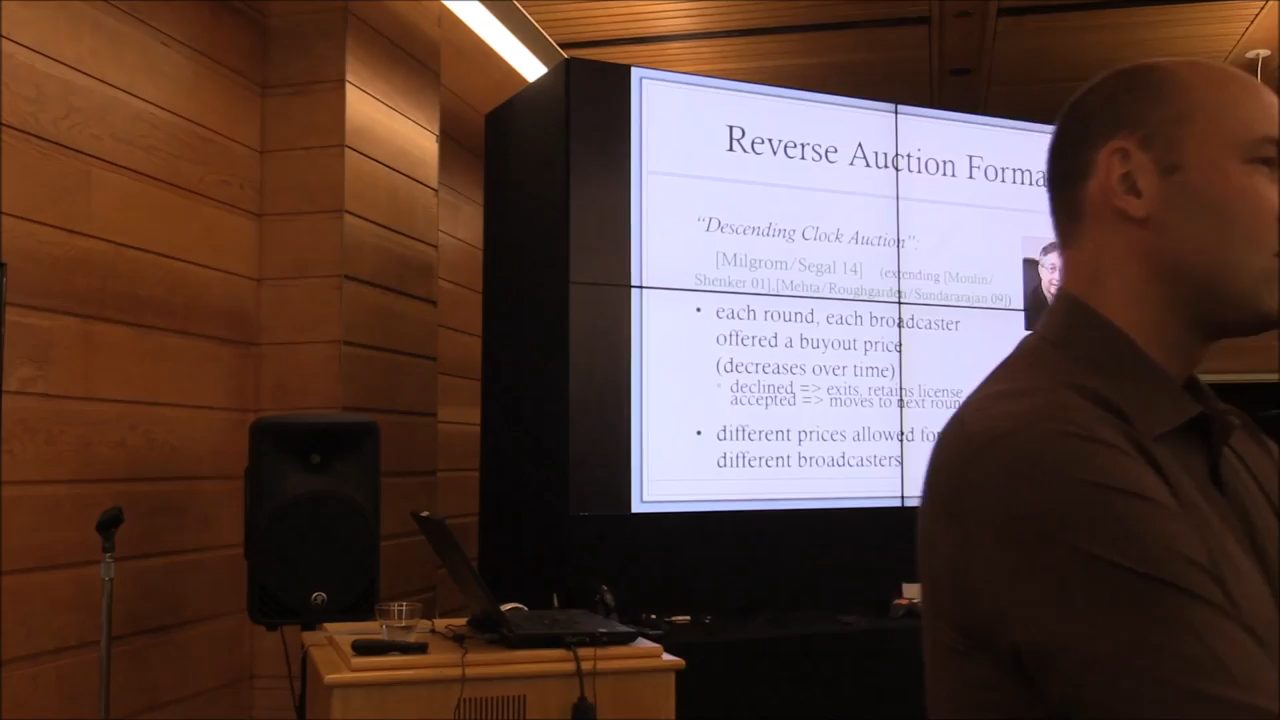 Reverse Auction Forma
“Descending Clock Auction”:
[Milgrom/Segal 14] (extending [Moulin/
Shenker 01],[Mehta/Roughgarden/Sundararajan 09])
• each round, each broadcaster
offered a buyout price
(decreases over time)
◦ declined => exits, retains license
accepted => moves to next roun
• different prices allowed for
different broadcasters